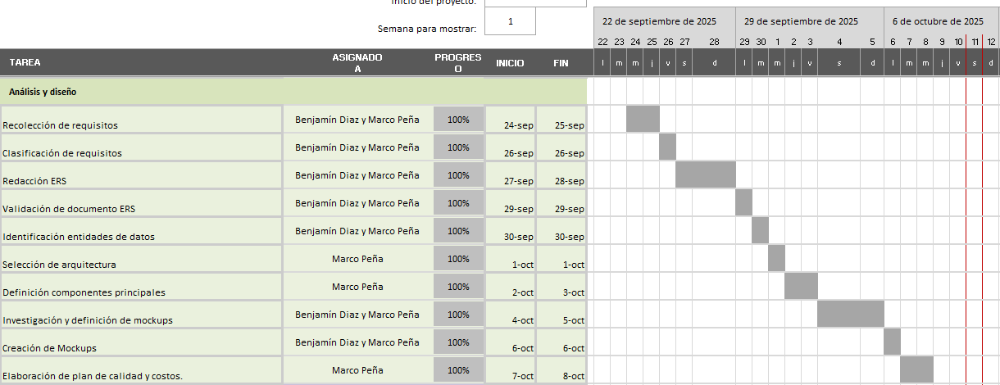 Inicio del proyecto:
Semana para mostrar: 1
22 de septiembre de 2025 29 de septiembre de 2025 6 de octubre de 2025
22 23 24 25 26 27 28 29 30 1 2 3 4 5 6 7 8 9 10 11 12
TAREA ASIGNADO A PROGRESO INICIO FIN l m m j v s d l m m j v s d l m m j v s d
Análisis y diseño
Recolección de requisitos Benjamín Diaz y Marco Peña 100% 24-sep 25-sep
Clasificación de requisitos Benjamín Diaz y Marco Peña 100% 26-sep 26-sep
Redacción ERS Benjamín Diaz y Marco Peña 100% 27-sep 28-sep
Validación de documento ERS Benjamín Diaz y Marco Peña 100% 29-sep 29-sep
Identificación entidades de datos Benjamín Diaz y Marco Peña 100% 30-sep 30-sep
Selección de arquitectura Marco Peña 100% 1-oct 1-oct
Definición componentes principales Marco Peña 100% 2-oct 3-oct
Investigación y definición de mockups Benjamín Diaz y Marco Peña 100% 4-oct 5-oct
Creación de Mockups Benjamín Diaz y Marco Peña 100% 6-oct 6-oct
Elaboración de plan de calidad y costos. Marco Peña 100% 7-oct 8-oct